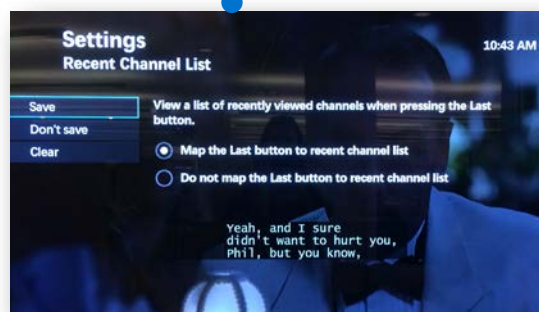 Settings
Recent Channel List
10:43 AM
Save
Don't save
Clear
View a list of recently viewed channels when pressing the Last
button.
Map the Last button to recent channel list
Do not map the Last button to recent channel list
Yeah, and I sure
didn't want to hurt you,
Phil, but you know,